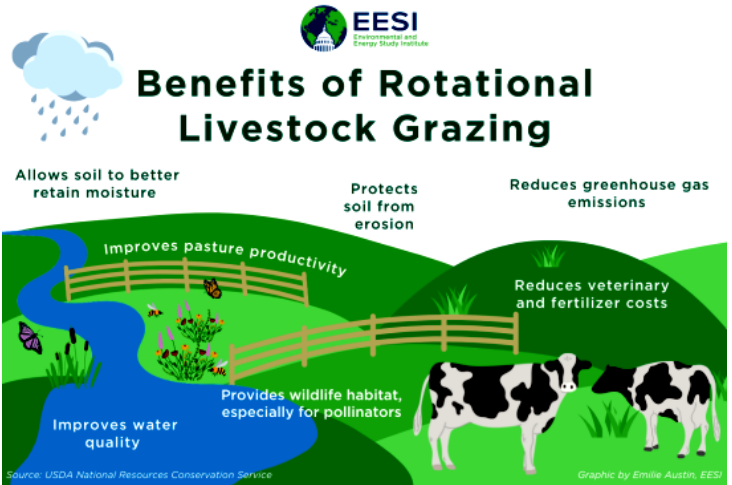 EESI
Environmental and
Energy Study Institute
Benefits of Rotational
Livestock Grazing
Allows soil to better
retain moisture
Protects
soil from
erosion
Reduces greenhouse gas
emissions
Improves pasture productivity
Reduces veterinary
and fertilizer costs
Provides wildlife habitat,
especially for pollinators
Improves water
quality
Source: USDA National Resources Conservation Service
Graphic by Emilie Austin, EESI